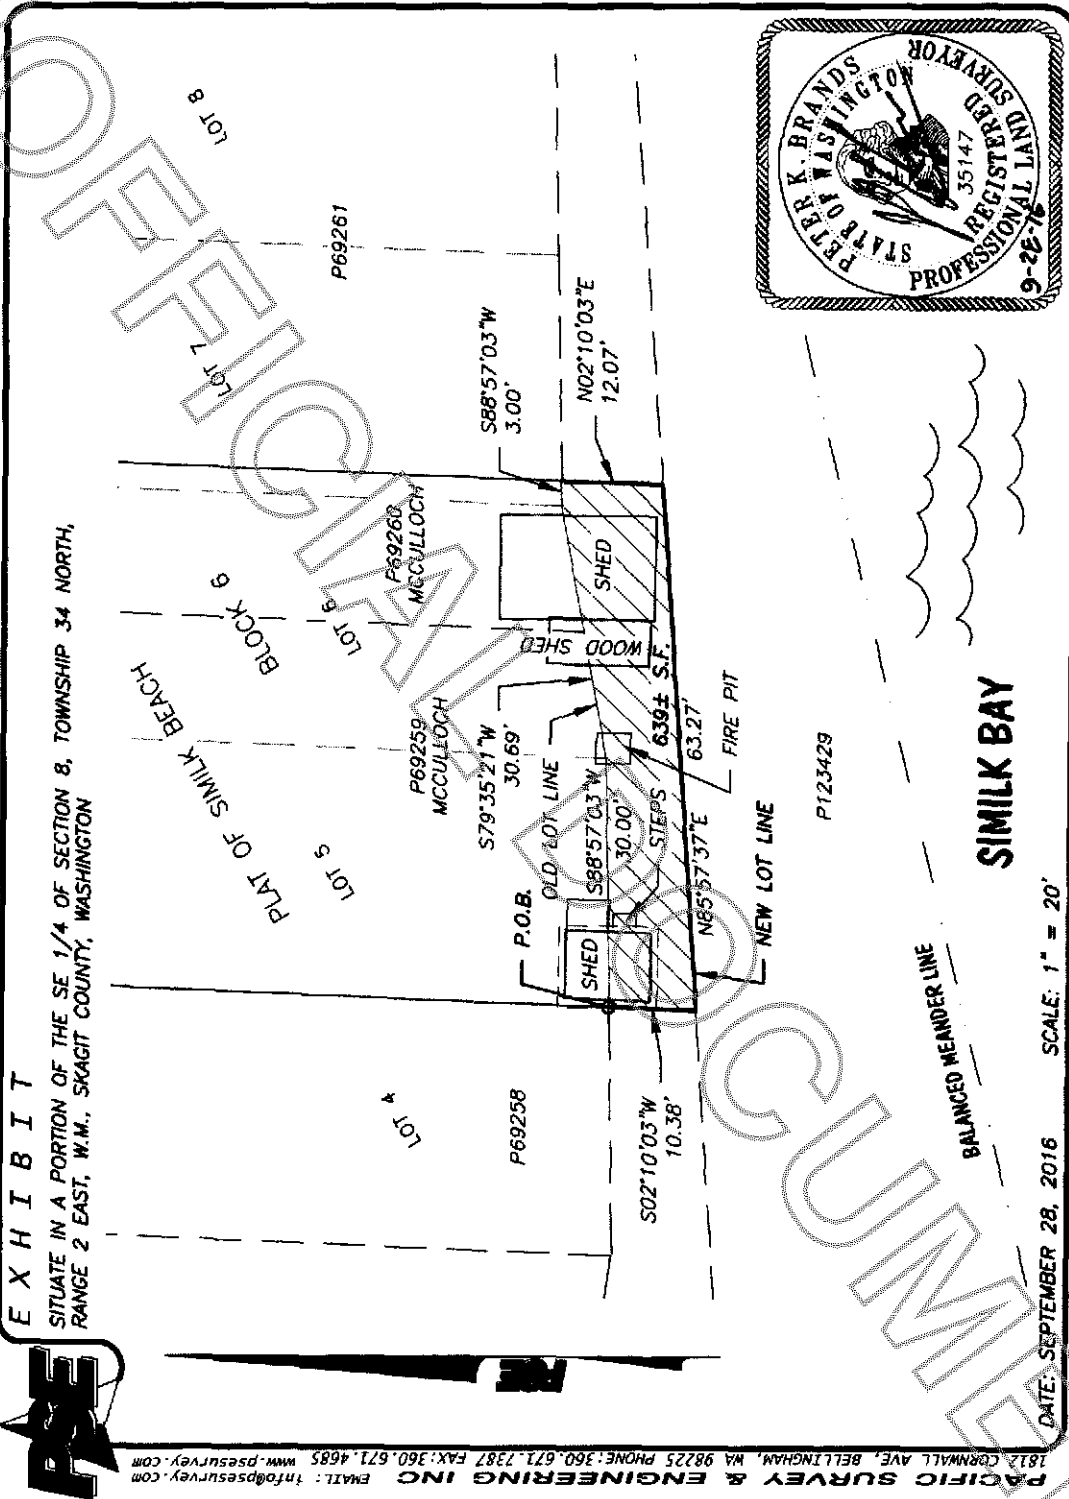 EXHIBIT
SITUATE IN A PORTION OF THE SE 1/4 OF SECTION 8, TOWNSHIP 34 NORTH,
RANGE 2 EAST, W.M., SKAGIT COUNTY, WASHINGTON
PLAT OF SIMILK BEACH
BLOCK 6
LOT 4
LOT 5
LOT 6
LOT 7
LOT 8
P69258
P69259
MCCULLOCH
P69260
MCCULLOCH
P69261
P.O.B.
OLD LOT LINE
S79°35'21"W
30.69'
S88°57'03"W
3.00'
N02°10'03"E
12.07'
S88°57'03"W
30.00'
SHED
STEPS
WOOD SHED
SHED
639± S.F.
N85°57'37"E
63.27'
FIRE PIT
S02°10'03"W
10.38'
NEW LOT LINE
P123429
BALANCED MEANDER LINE
SIMILK BAY
DATE: SEPTEMBER 28, 2016
SCALE: 1" = 20'
PETER K. BRANDS
STATE OF WASHINGTON
35147
REGISTERED
PROFESSIONAL LAND SURVEYOR
9-28-16
PSE
PSE
PACIFIC SURVEY & ENGINEERING INC
1812 CORNWALL AVE, BELLINGHAM, WA 98225 PHONE:360.671.7387 FAX:360.671.4685 www.psesurvey.com
EMAIL: info@psesurvey.com
OFFICIAL DOCUME